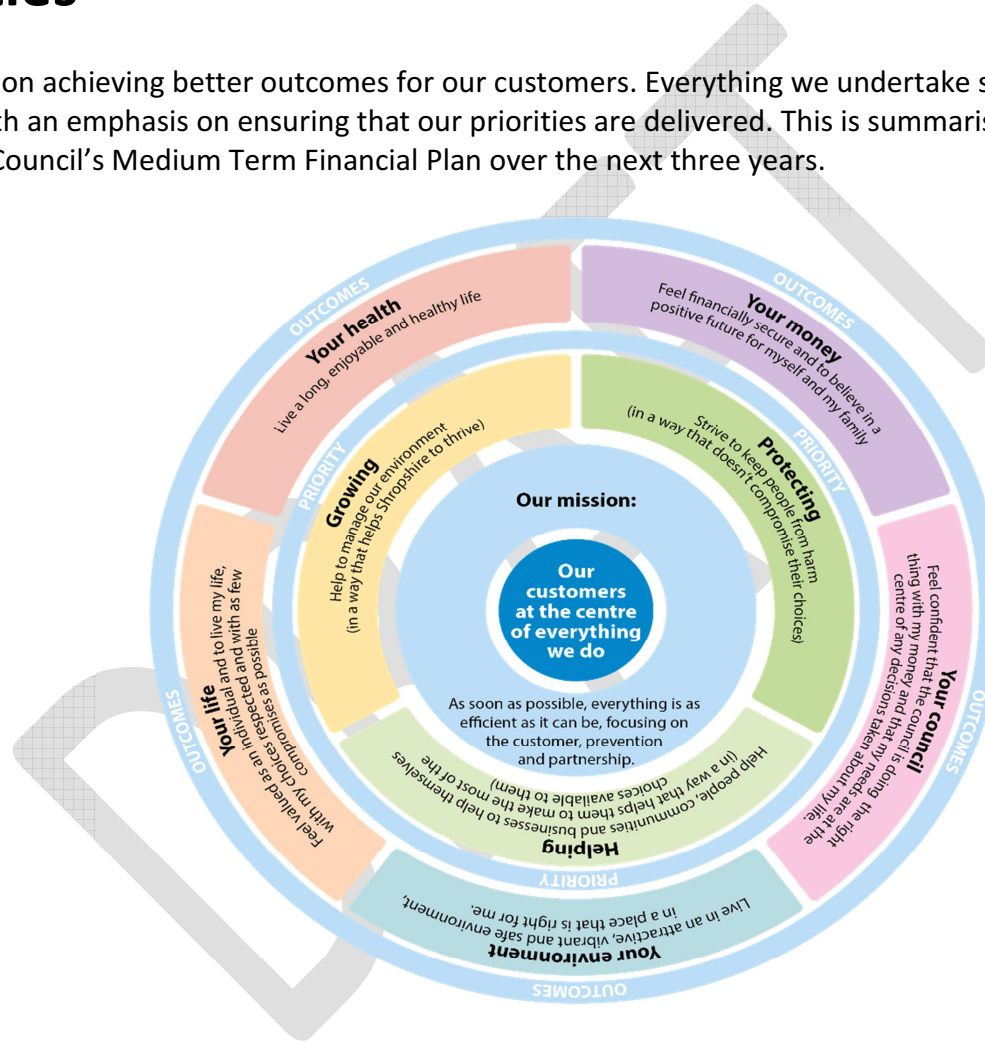 on achieving better outcomes for our customers. Everything we undertake
th an emphasis on ensuring that our priorities are delivered. This is
Council’s Medium Term Financial Plan over the next three years.
OUTCOMES
Your health
Live a long, enjoyable and healthy life
OUTCOMES
Your money
Feel financially secure and to believe in a
positive future for myself and my family
PRIORITY
Growing
Help to manage our environment
(in a way that helps Shropshire to thrive)
PRIORITY
Protecting
Strive to keep people from harm
(in a way that doesn’t compromise their choices)
Our mission:
Our
customers
at the centre
of everything
we do
As soon as possible, everything is as
efficient as it can be, focusing on
the customer, prevention
and partnership.
OUTCOMES
Your life
Feel valued as an individual and to live my life,
with my choices respected and with as few
compromises as possible
OUTCOMES
Your council
Feel confident that the council is doing the right
thing with my money and that my needs are at the
centre of any decisions taken about my life.
Helping
Help people, communities and businesses to help themselves
(in a way that helps them to make the most of the
choices available to them)
PRIORITY
Your environment
Live in an attractive, vibrant and safe environment,
in a place that is right for me.
OUTCOMES